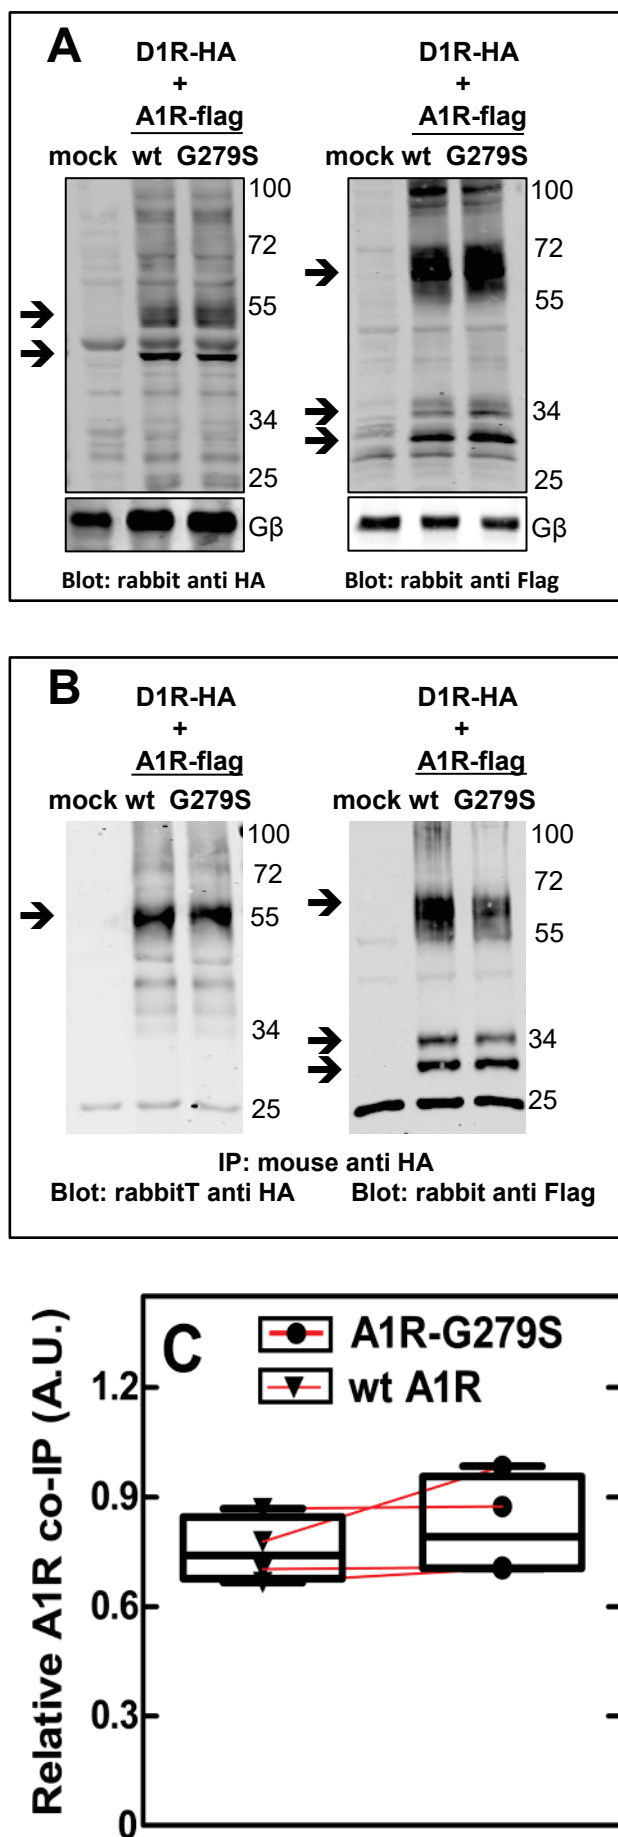 A
D1R-HA
+
A1R-flag
mock wt G279S
100
72
55
34
25
Gβ
Blot: rabbit anti HA
D1R-HA
+
A1R-flag
mock wt G279S
100
72
55
34
25
Gβ
Blot: rabbit anti Flag
B
D1R-HA
+
A1R-flag
mock wt G279S
100
72
55
34
25
D1R-HA
+
A1R-flag
mock wt G279S
100
72
55
34
25
IP: mouse anti HA
Blot: rabbitT anti HA
Blot: rabbit anti Flag
C
A1R-G279S
wt A1R
Relative A1R co-IP (A.U.)
1.2
0.9
0.6
0.3
0